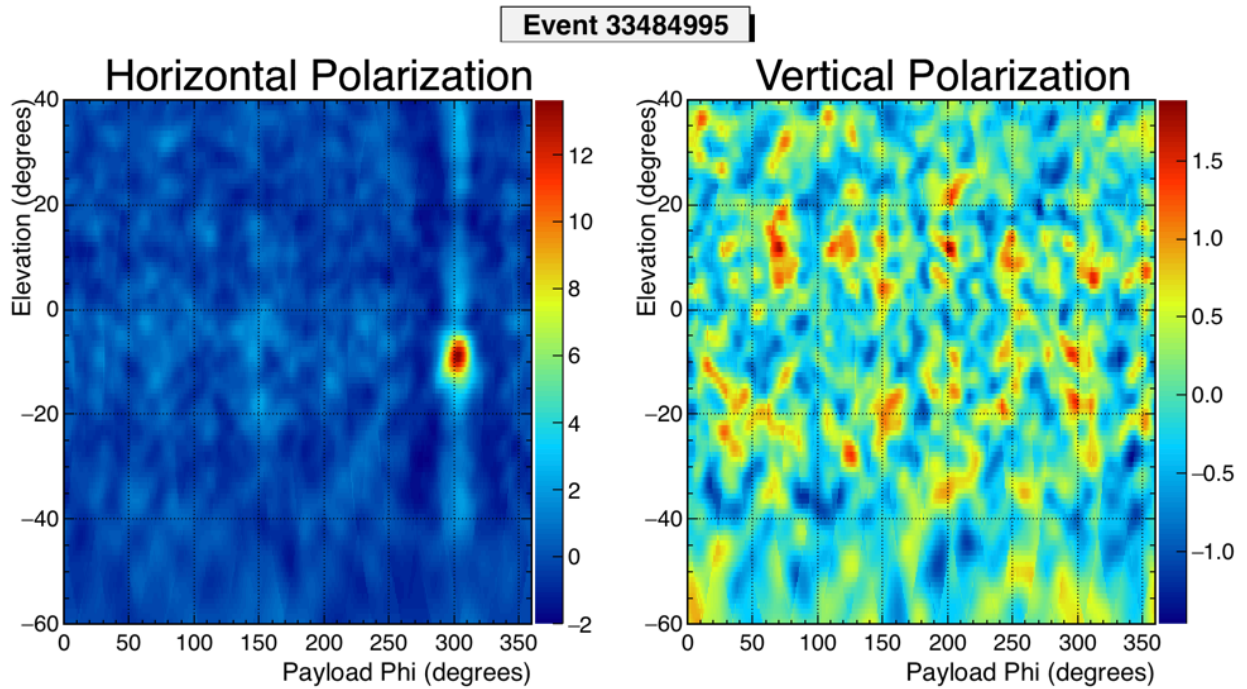 Event 33484995
Horizontal Polarization
Elevation (degrees)
40
20
0
−20
−40
−60
0 50 100 150 200 250 300 350
Payload Phi (degrees)
12
10
8
6
4
2
0
−2
Vertical Polarization
Elevation (degrees)
40
20
0
−20
−40
−60
0 50 100 150 200 250 300 350
Payload Phi (degrees)
1.5
1.0
0.5
0.0
−0.5
−1.0